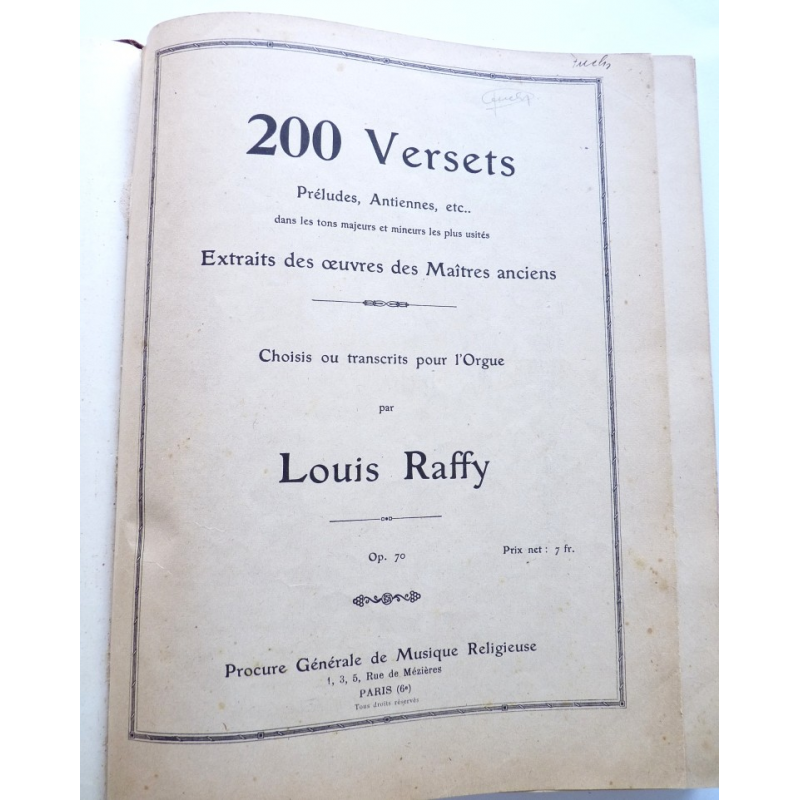 200 Versets
Préludes, Antiennes, etc..
dans les tons majeurs et mineurs les plus usités
Extraits des œuvres des Maîtres anciens
Choisis ou transcrits pour l'Orgue
par
Louis Raffy
Op. 70
Prix net : 7 fr.
Procure Générale de Musique Religieuse
1, 3, 5, Rue de Mézières
PARIS (6e)
Tous droits réservés